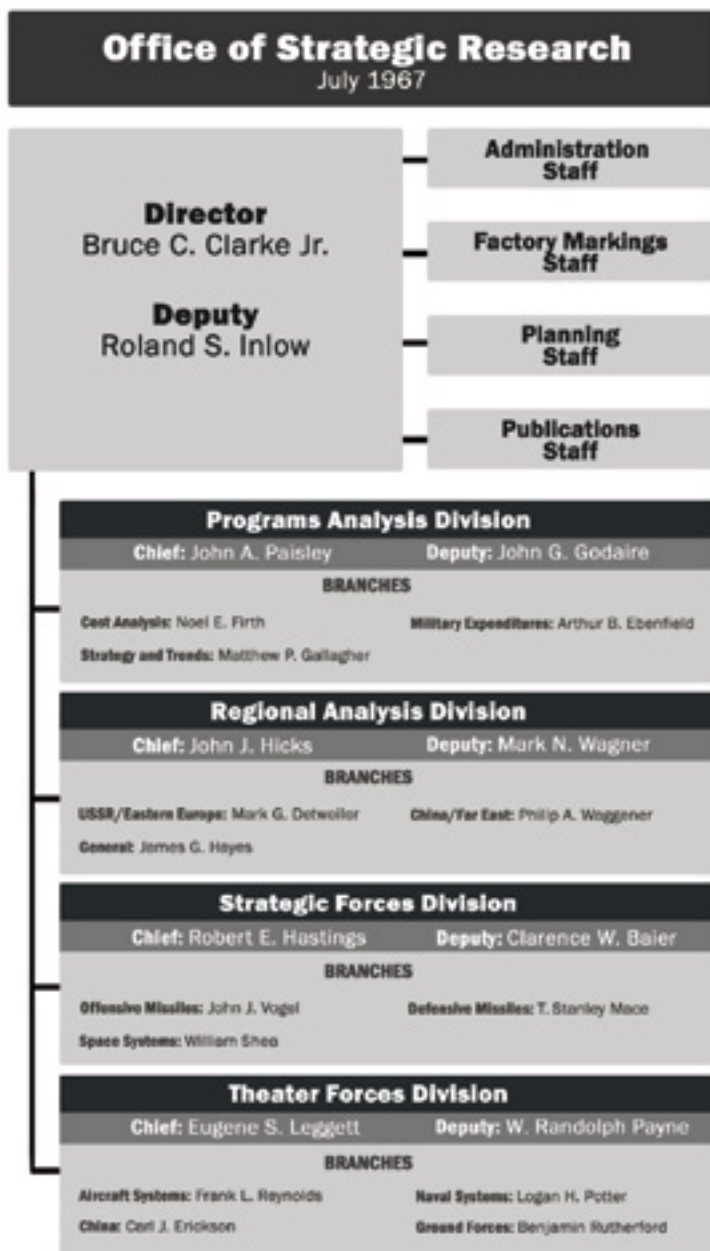 Office of Strategic Research
July 1967
Director
Bruce C. Clarke Jr.
Deputy
Roland S. Inlow
Administration
Staff
Factory Markings
Staff
Planning
Staff
Publications
Staff
Programs Analysis Division
Chief: John A. Paisley Deputy: John G. Godaire
BRANCHES
Cost Analysis: Noel E. Firth Military Expenditures: Arthur B. Ebenfield
Strategy and Trends: Matthew P. Gallagher
Regional Analysis Division
Chief: John J. Hicks Deputy: Mark N. Wagner
BRANCHES
USSR/Eastern Europe: Mark G. Detweiler China/Far East: Philip A. Waggener
General: James G. Hayes
Strategic Forces Division
Chief: Robert E. Hastings Deputy: Clarence W. Baier
BRANCHES
Offensive Missiles: John J. Vogel Defensive Missiles: T. Stanley Mace
Space Systems: William Shea
Theater Forces Division
Chief: Eugene S. Leggett Deputy: W. Randolph Payne
BRANCHES
Aircraft Systems: Frank L. Reynolds Naval Systems: Logan H. Potter
China: Carl J. Erickson Ground Forces: Benjamin Rutherford